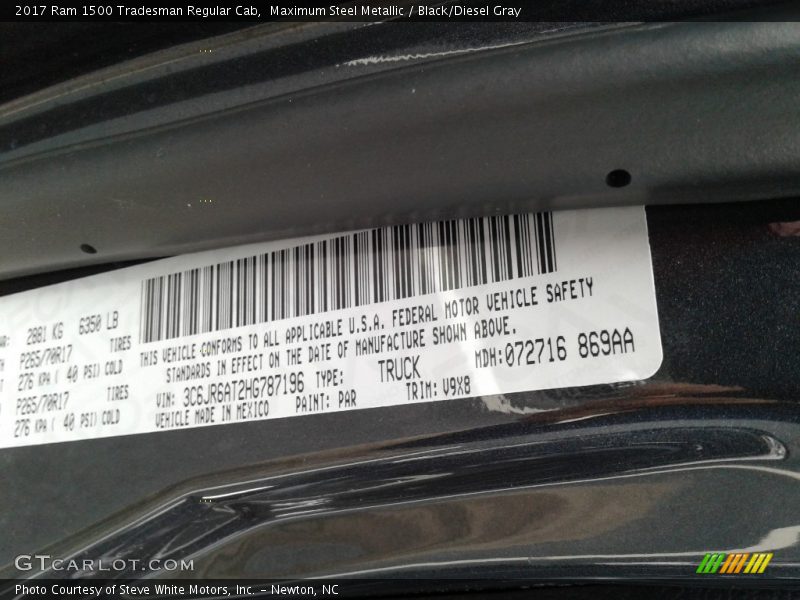 2017 Ram 1500 Tradesman Regular Cab,  Maximum Steel Metallic / Black/Diesel Gray
2881 KG 6350 LB
P265/70R17 TIRES
276 KPA ( 40 PSI) COLD
P265/70R17 TIRES
276 KPA ( 40 PSI) COLD
THIS VEHICLE CONFORMS TO ALL APPLICABLE U.S.A. FEDERAL MOTOR VEHICLE SAFETY
STANDARDS IN EFFECT ON THE DATE OF MANUFACTURE SHOWN ABOVE.
VIN: 3C6JR6AT2HG787196 TYPE: TRUCK MDH:072716 869AA
VEHICLE MADE IN MEXICO PAINT: PAR TRIM: V9X8
GTCARLOT.COM
Photo Courtesy of Steve White Motors, Inc. – Newton, NC